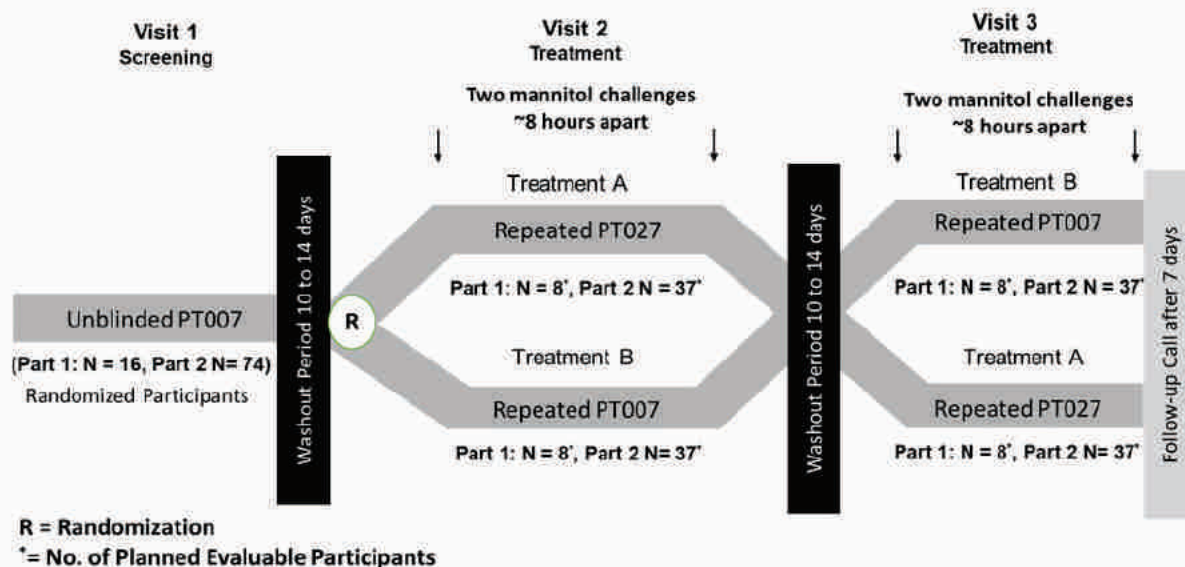 Visit 1
Screening
Visit 2
Treatment
Visit 3
Treatment
Two mannitol challenges
~8 hours apart
Two mannitol challenges
~8 hours apart
Unblinded PT007
(Part 1: N = 16, Part 2 N= 74)
Randomized Participants
Washout Period 10 to 14 days
R
Treatment A
Repeated PT027
Part 1: N = 8*, Part 2 N = 37*
Treatment B
Repeated PT007
Part 1: N = 8*, Part 2 N= 37*
Washout Period 10 to 14 days
Treatment B
Repeated PT007
Part 1: N = 8*, Part 2 N= 37*
Treatment A
Repeated PT027
Part 1: N = 8*, Part 2 N= 37*
Follow-up Call after 7 days
R = Randomization
*= No. of Planned Evaluable Participants